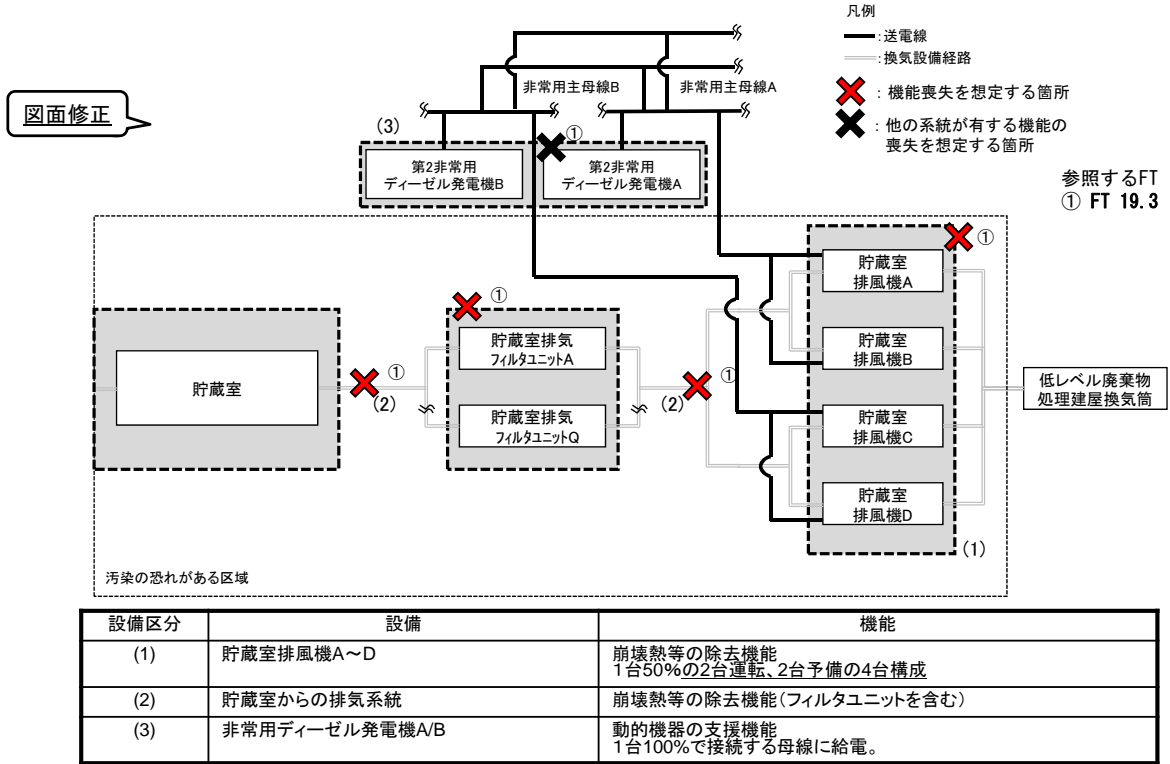 凡例
:送電線
:換気設備経路
: 機能喪失を想定する箇所
: 他の系統が有する機能の
喪失を想定する箇所
参照するFT
① FT 19.3
図面修正
非常用主母線B
非常用主母線A
(3)
①
第2非常用
ディーゼル発電機B
第2非常用
ディーゼル発電機A
①
貯蔵室
排風機A
貯蔵室
排風機B
貯蔵室
排風機C
貯蔵室
排風機D
(1)
①
貯蔵室排気
フィルタユニットA
貯蔵室排気
フィルタユニットQ
貯蔵室
①
(2)
①
(2)
低レベル廃棄物
処理建屋換気筒
汚染の恐れがある区域
設備区分 設備 機能
(1) 貯蔵室排風機A～D 崩壊熱等の除去機能
1台50%の2台運転、2台予備の4台構成
(2) 貯蔵室からの排気系統 崩壊熱等の除去機能(フィルタユニットを含む)
(3) 非常用ディーゼル発電機A/B 動的機器の支援機能
1台100%で接続する母線に給電。